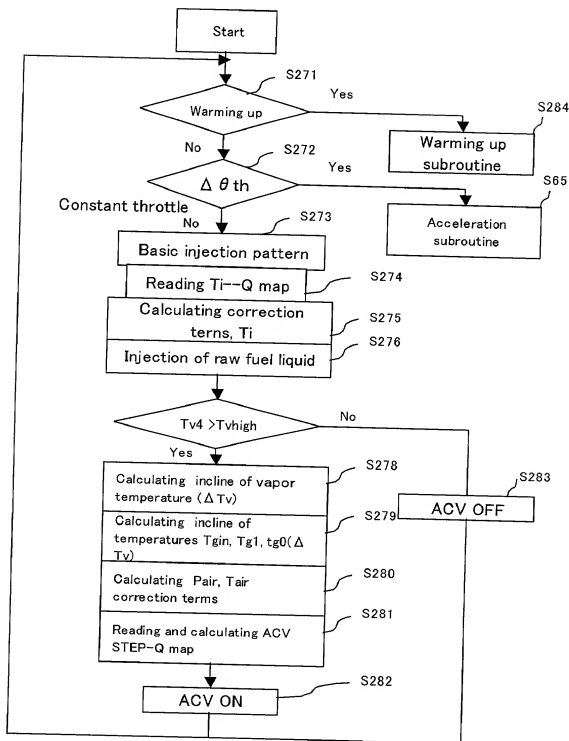 Start
S271
Warming up
Yes
S284
Warming up
subroutine
No
S272
Δ θ th
Yes
S65
Acceleration
subroutine
Constant throttle
No
S273
Basic injection pattern
S274
Reading Ti--Q map
S275
Calculating correction
terns, Ti
S276
Injection of raw fuel liquid
Tv4 >Tvhigh
No
Yes
S278
Calculating incline of vapor
temperature (Δ Tv)
S283
ACV OFF
S279
Calculating incline of
temperatures Tgin, Tg1, tg0(Δ
Tv)
S280
Calculating Pair, Tair
correction terms
S281
Reading and calculating ACV
STEP-Q map
S282
ACV ON